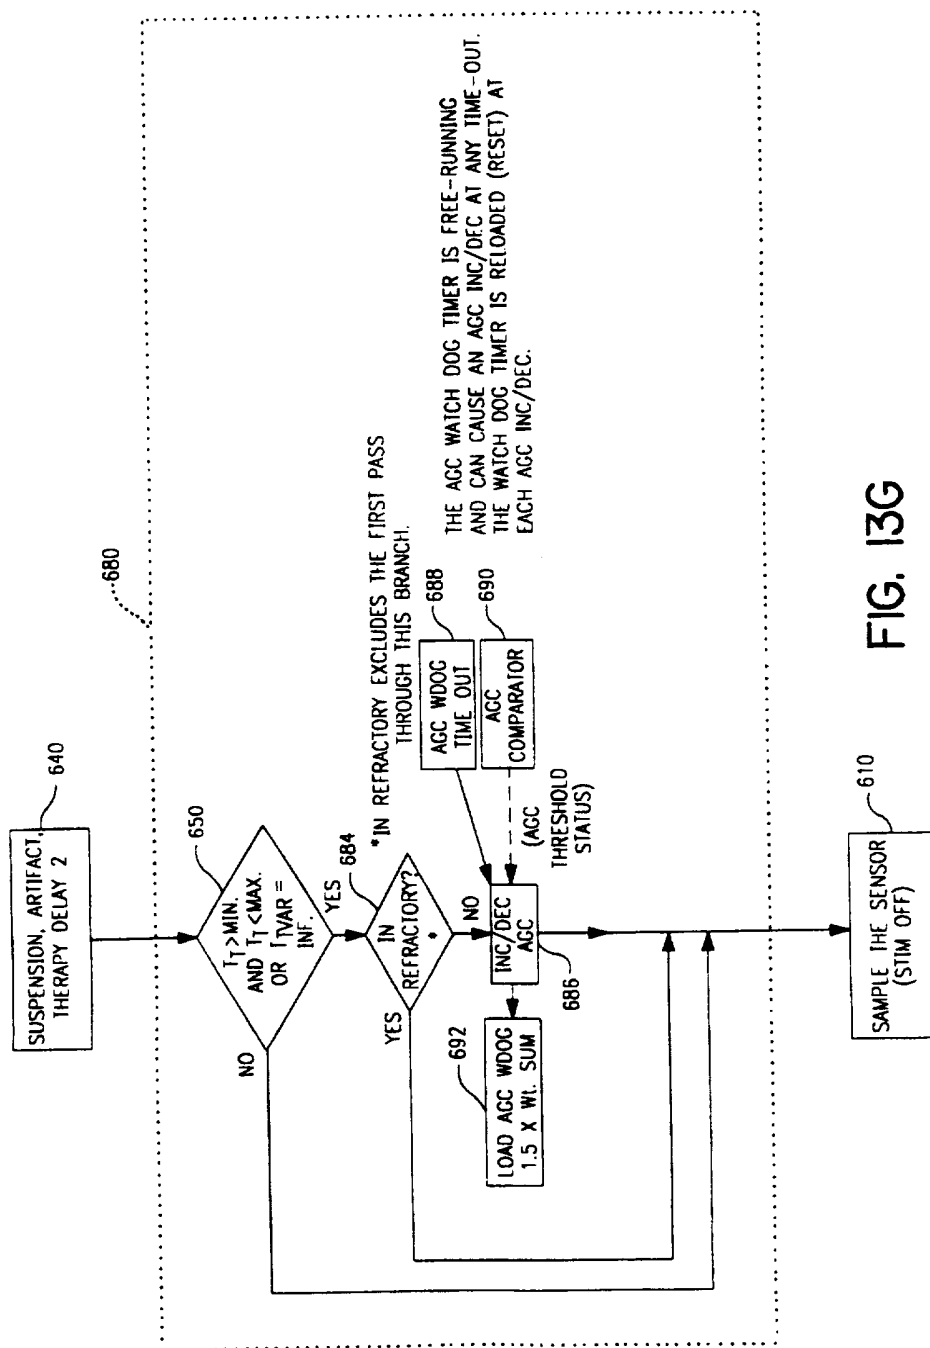 680
SUSPENSION, ARTIFACT,
THERAPY DELAY 2
640
650
T_T > MIN.
AND T_T < MAX.
OR T_TVAR =
INF.
NO
YES
684
IN
REFRACTORY?
*
YES
NO
*IN REFRACTORY EXCLUDES THE FIRST PASS
THROUGH THIS BRANCH.
AGC WDOG
TIME OUT
688
AGC
COMPARATOR
690
(AGC
THRESHOLD
STATUS)
INC/DEC
AGC
686
LOAD AGC WDOG
1.5 X Wt. SUM
692
THE AGC WATCH DOG TIMER IS FREE-RUNNING
AND CAN CAUSE AN AGC INC/DEC AT ANY TIME-OUT.
THE WATCH DOG TIMER IS RELOADED (RESET) AT
EACH AGC INC/DEC.
SAMPLE THE SENSOR
(STIM OFF)
610
FIG. 13G